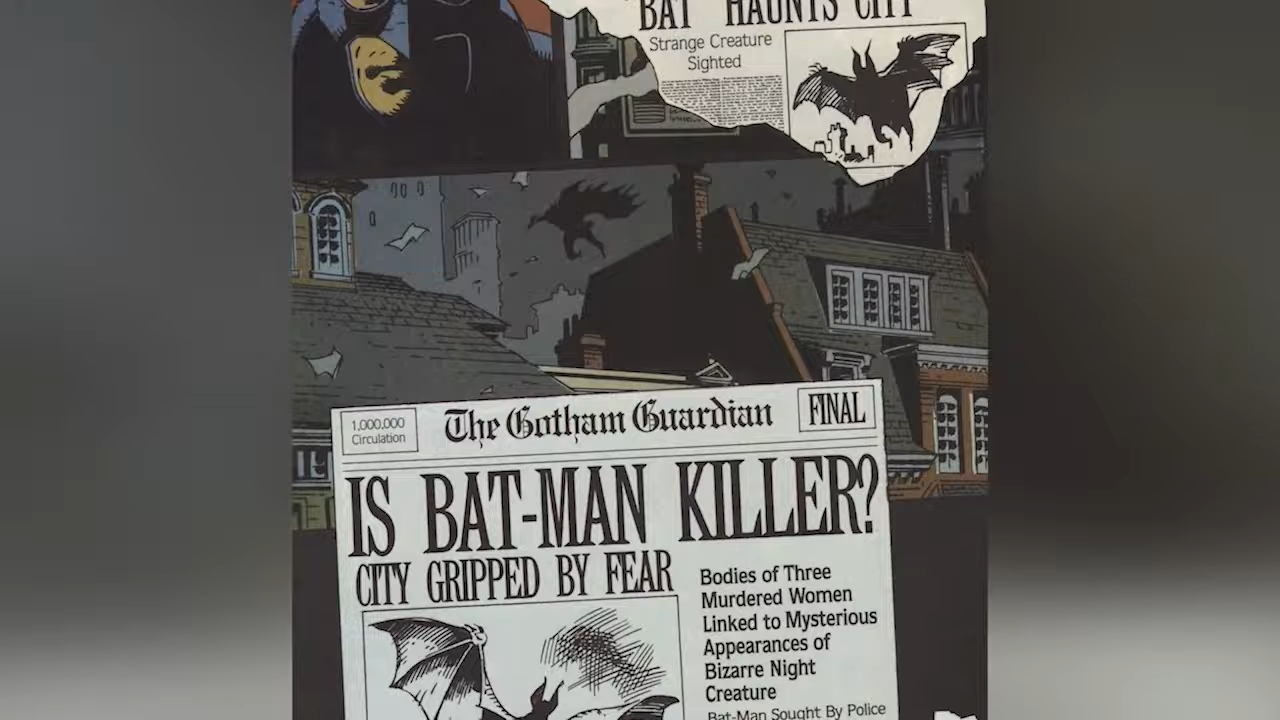 BAT HAUNTS CITY
Strange Creature
Sighted
1,000,000
Circulation
The Gotham Guardian
FINAL
IS BAT-MAN KILLER?
CITY GRIPPED BY FEAR
Bodies of Three
Murdered Women
Linked to Mysterious
Appearances of
Bizarre Night
Creature
Bat-Man Sought By Police